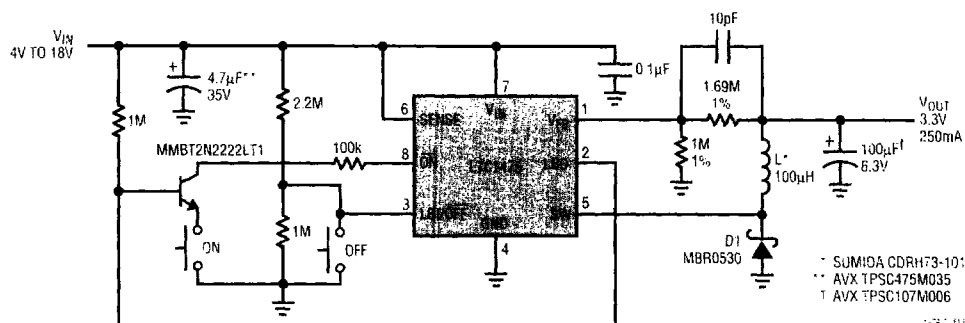 VIN
4V TO 18V
4.7µF**
35V
1M
2.2M
MMBT2N2222LT1
100k
ON
1M
OFF
7
VIN
6
SENSE
8
3
GND
4
1
VFB
2
LBO
5
SW
0.1µF
10pF
1.69M
1%
1M
1%
VOUT
3.3V
250mA
L*
100µH
100µF†
6.3V
D1
MBR0530
* SUMIDA CDRH73-101
** AVX TPSC475M035
† AVX TPSC107M006